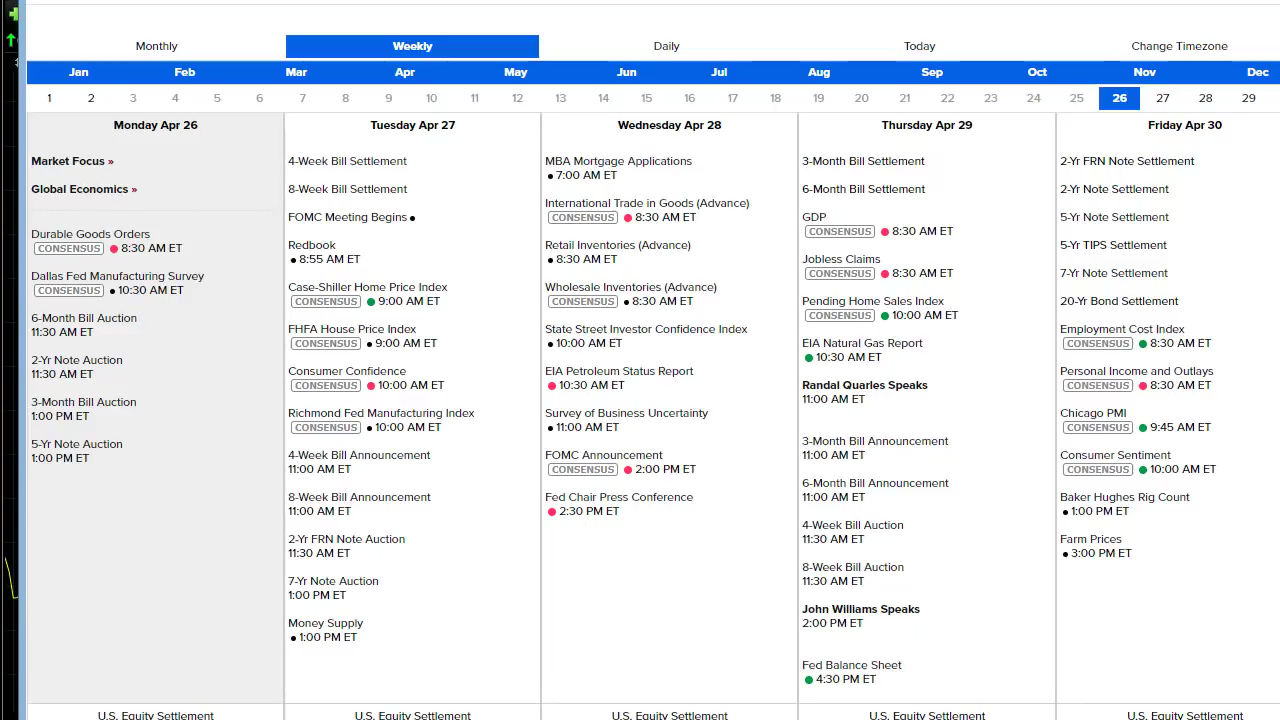 Monthly Weekly Daily Today Change Timezone
Jan Feb Mar Apr May Jun Jul Aug Sep Oct Nov Dec
1 2 3 4 5 6 7 8 9 10 11 12 13 14 15 16 17 18 19 20 21 22 23 24 25 26 27 28 29
Monday Apr 26
Market Focus »
Global Economics »
Durable Goods Orders
CONSENSUS 8:30 AM ET
Dallas Fed Manufacturing Survey
CONSENSUS 10:30 AM ET
6-Month Bill Auction
11:30 AM ET
2-Yr Note Auction
11:30 AM ET
3-Month Bill Auction
1:00 PM ET
5-Yr Note Auction
1:00 PM ET
U.S. Equity Settlement
Tuesday Apr 27
4-Week Bill Settlement
8-Week Bill Settlement
FOMC Meeting Begins
Redbook
8:55 AM ET
Case-Shiller Home Price Index
CONSENSUS 9:00 AM ET
FHFA House Price Index
CONSENSUS 9:00 AM ET
Consumer Confidence
CONSENSUS 10:00 AM ET
Richmond Fed Manufacturing Index
CONSENSUS 10:00 AM ET
4-Week Bill Announcement
11:00 AM ET
8-Week Bill Announcement
11:00 AM ET
2-Yr FRN Note Auction
11:30 AM ET
7-Yr Note Auction
1:00 PM ET
Money Supply
1:00 PM ET
U.S. Equity Settlement
Wednesday Apr 28
MBA Mortgage Applications
7:00 AM ET
International Trade in Goods (Advance)
CONSENSUS 8:30 AM ET
Retail Inventories (Advance)
8:30 AM ET
Wholesale Inventories (Advance)
CONSENSUS 8:30 AM ET
State Street Investor Confidence Index
10:00 AM ET
EIA Petroleum Status Report
10:30 AM ET
Survey of Business Uncertainty
11:00 AM ET
FOMC Announcement
CONSENSUS 2:00 PM ET
Fed Chair Press Conference
2:30 PM ET
U.S. Equity Settlement
Thursday Apr 29
3-Month Bill Settlement
6-Month Bill Settlement
GDP
CONSENSUS 8:30 AM ET
Jobless Claims
CONSENSUS 8:30 AM ET
Pending Home Sales Index
CONSENSUS 10:00 AM ET
EIA Natural Gas Report
10:30 AM ET
Randal Quarles Speaks
11:00 AM ET
3-Month Bill Announcement
11:00 AM ET
6-Month Bill Announcement
11:00 AM ET
4-Week Bill Auction
11:30 AM ET
8-Week Bill Auction
11:30 AM ET
John Williams Speaks
2:00 PM ET
Fed Balance Sheet
4:30 PM ET
U.S. Equity Settlement
Friday Apr 30
2-Yr FRN Note Settlement
2-Yr Note Settlement
5-Yr Note Settlement
5-Yr TIPS Settlement
7-Yr Note Settlement
20-Yr Bond Settlement
Employment Cost Index
CONSENSUS 8:30 AM ET
Personal Income and Outlays
CONSENSUS 8:30 AM ET
Chicago PMI
CONSENSUS 9:45 AM ET
Consumer Sentiment
CONSENSUS 10:00 AM ET
Baker Hughes Rig Count
1:00 PM ET
Farm Prices
3:00 PM ET
U.S. Equity Settlement